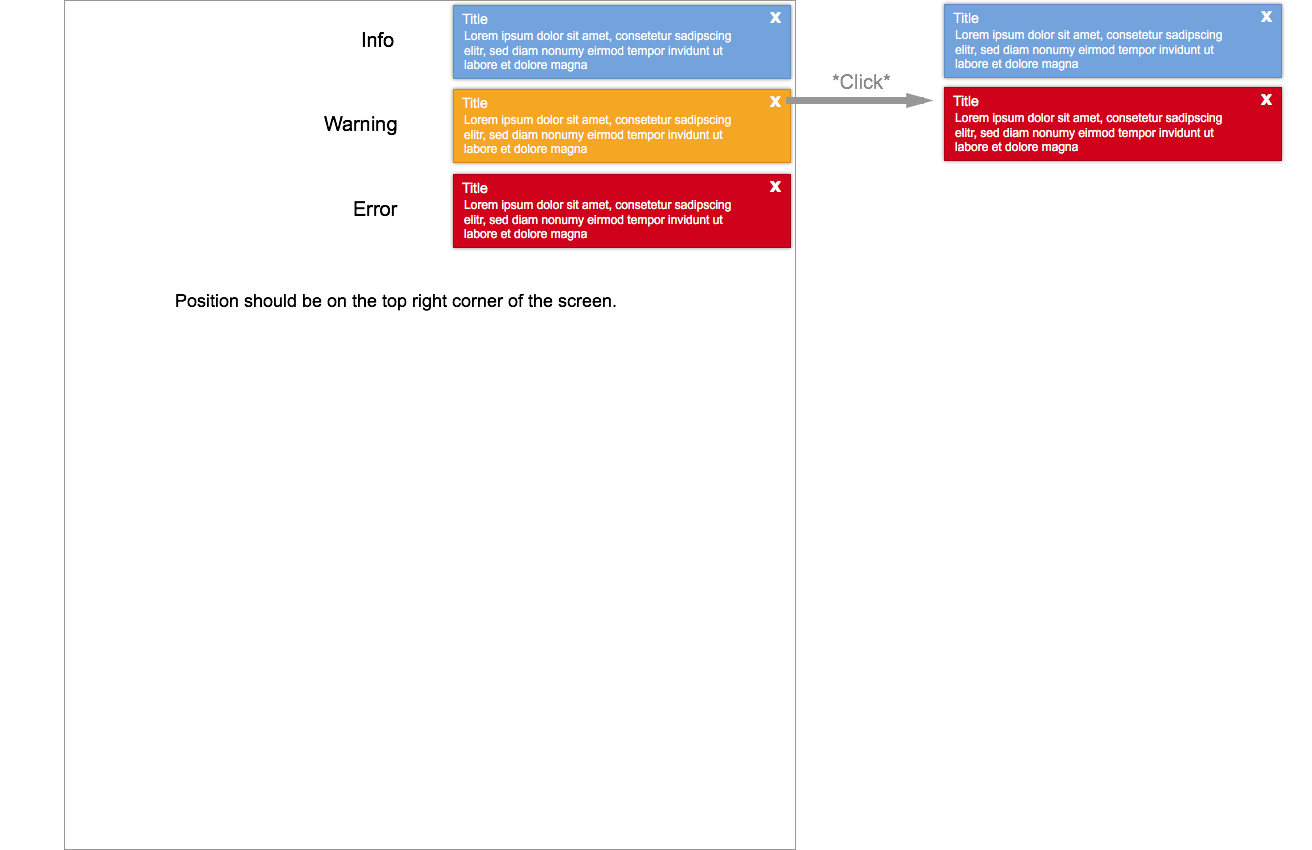 Info
Title
X
Lorem ipsum dolor sit amet, consetetur sadipscing
elitr, sed diam nonumy eirmod tempor invidunt ut
labore et dolore magna
Warning
Title
X
Lorem ipsum dolor sit amet, consetetur sadipscing
elitr, sed diam nonumy eirmod tempor invidunt ut
labore et dolore magna
Error
Title
X
Lorem ipsum dolor sit amet, consetetur sadipscing
elitr, sed diam nonumy eirmod tempor invidunt ut
labore et dolore magna
Position should be on the top right corner of the screen.
*Click*
Title
X
Lorem ipsum dolor sit amet, consetetur sadipscing
elitr, sed diam nonumy eirmod tempor invidunt ut
labore et dolore magna
Title
X
Lorem ipsum dolor sit amet, consetetur sadipscing
elitr, sed diam nonumy eirmod tempor invidunt ut
labore et dolore magna